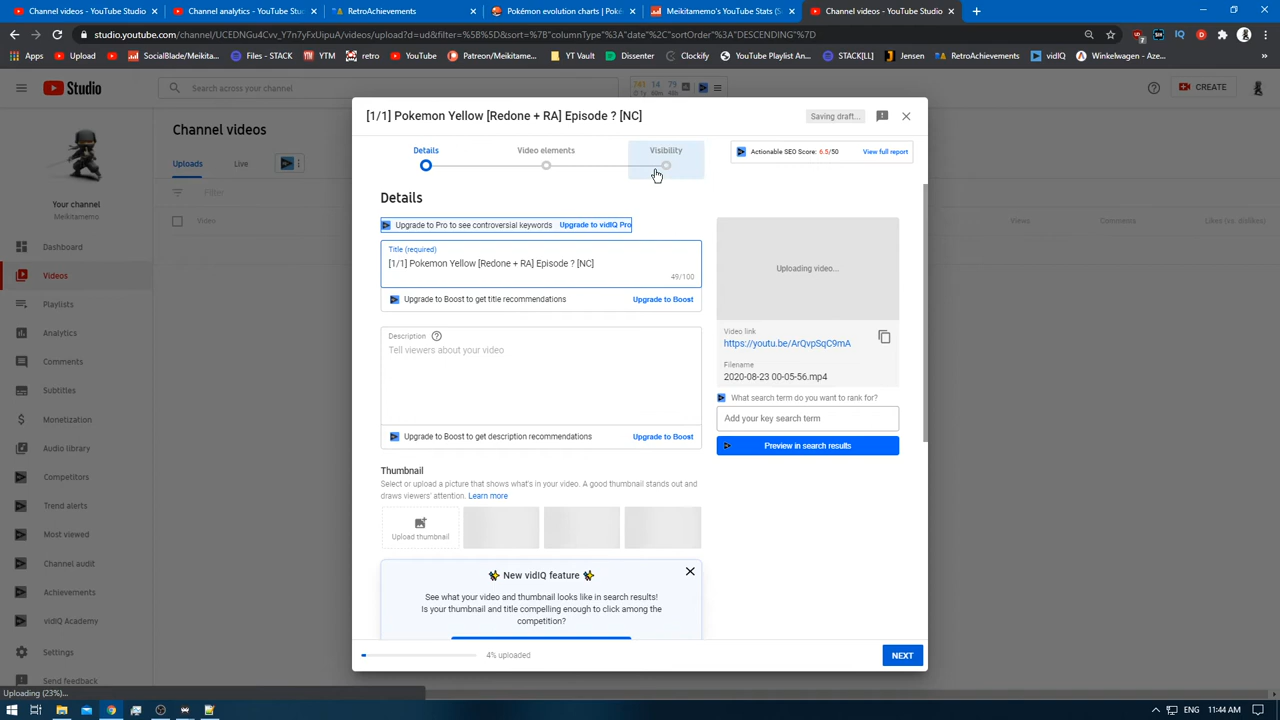 Channel videos - YouTube Studio
Channel analytics - YouTube Studio
RetroAchievements
Pokémon evolution charts | Poké
Meikitamemo's YouTube Stats (S
Channel videos - YouTube Studio
studio.youtube.com/channel/UCEDNGu4Cvv_Y7n7yFxUipuA/videos/upload?d=ud&filter=%5B%5D&sort=%7B"columnType"%3A"date"%2C"sortOrder"%3A"DESCENDING"%7D
Apps
Upload
SocialBlade/Meikita...
Files - STACK
YTM
retro
Pretzel - Overview
YT Vault
Dissenter
Clockify
YouTube Playlist An...
STACK[LL]
Jensen
RetroAchievements
vidIQ
Winkelwagen - Azer...
Studio
Search across your channel
CREATE
Your channel
Meikitamemo
Dashboard
Videos
Playlists
Analytics
Comments
Subtitles
Monetization
Audio library
Competitors
Trend alerts
Most viewed
Channel audit
Achievements
vidIQ Academy
Settings
Send feedback
Channel videos
Uploads
Live
Filter
Video
Views
Comments
Likes (vs. dislikes)
[1/1] Pokemon Yellow [Redone + RA] Episode ? [NC]
Saving draft...
Details
Video elements
Visibility
Actionable SEO Score: 6.5/50
View full report
Details
Upgrade to Pro to see controversial keywords Upgrade to vidIQ Pro
Title (required)
[1/1] Pokemon Yellow [Redone + RA] Episode ? [NC]
49/100
Upgrade to Boost to get title recommendations
Upgrade to Boost
Description
Tell viewers about your video
Upgrade to Boost to get description recommendations
Upgrade to Boost
Thumbnail
Select or upload a picture that shows what's in your video. A good thumbnail stands out and
draws viewers' attention. Learn more
Upload thumbnail
New vidIQ feature
See what your video and thumbnail looks like in search results!
Is your thumbnail and title compelling enough to click among the
competition?
Uploading video...
Video link
https://youtu.be/ArQvpSqC9mA
Filename
2020-08-23 00-05-56.mp4
What search term do you want to rank for?
Add your key search term
Preview in search results
4% uploaded
NEXT
Uploading (23%)...
ENG
11:44 AM